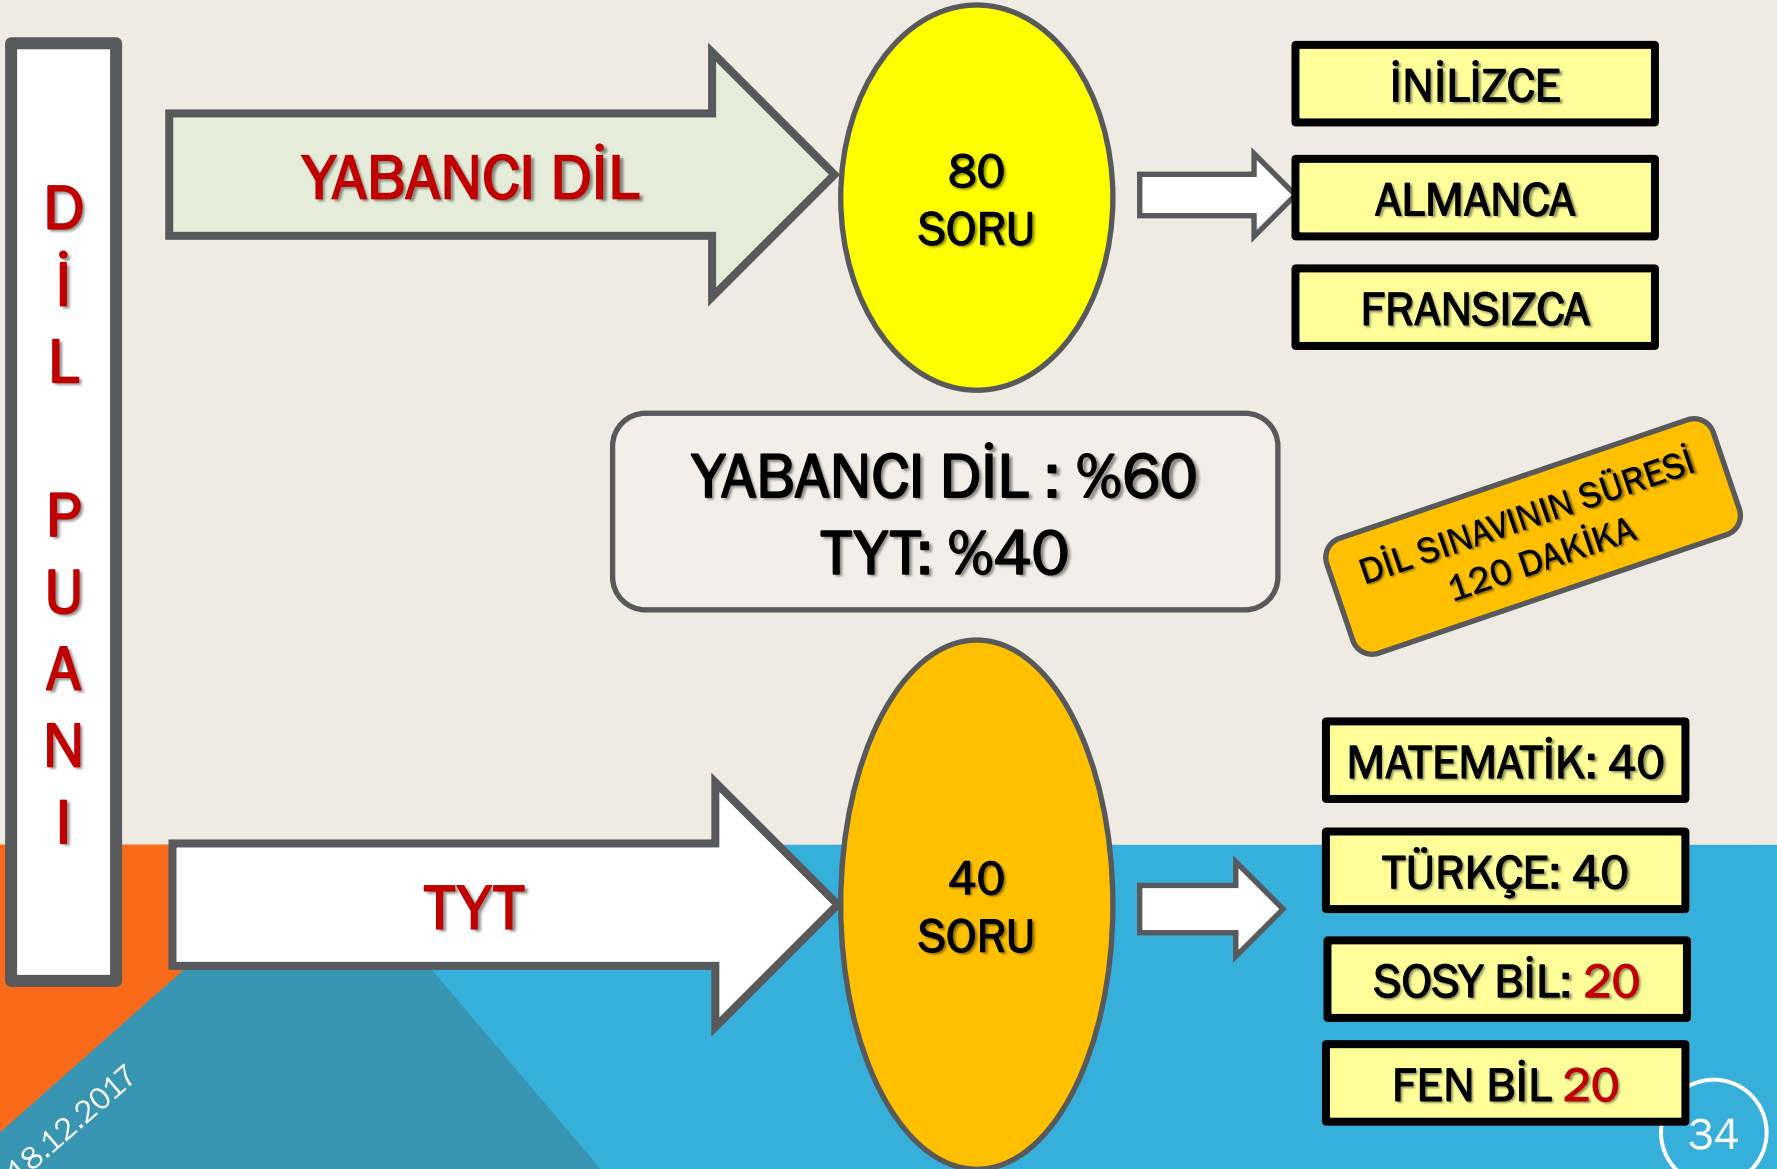 DİL PUANI
YABANCI DİL
80
SORU
İNİLİZCE
ALMANCA
FRANSIZCA
YABANCI DİL : %60
TYT: %40
DİL SINAVININ SÜRESİ
120 DAKİKA
TYT
40
SORU
MATEMATİK: 40
TÜRKÇE: 40
SOSY BİL: 20
FEN BİL 20
18.12.2017
34